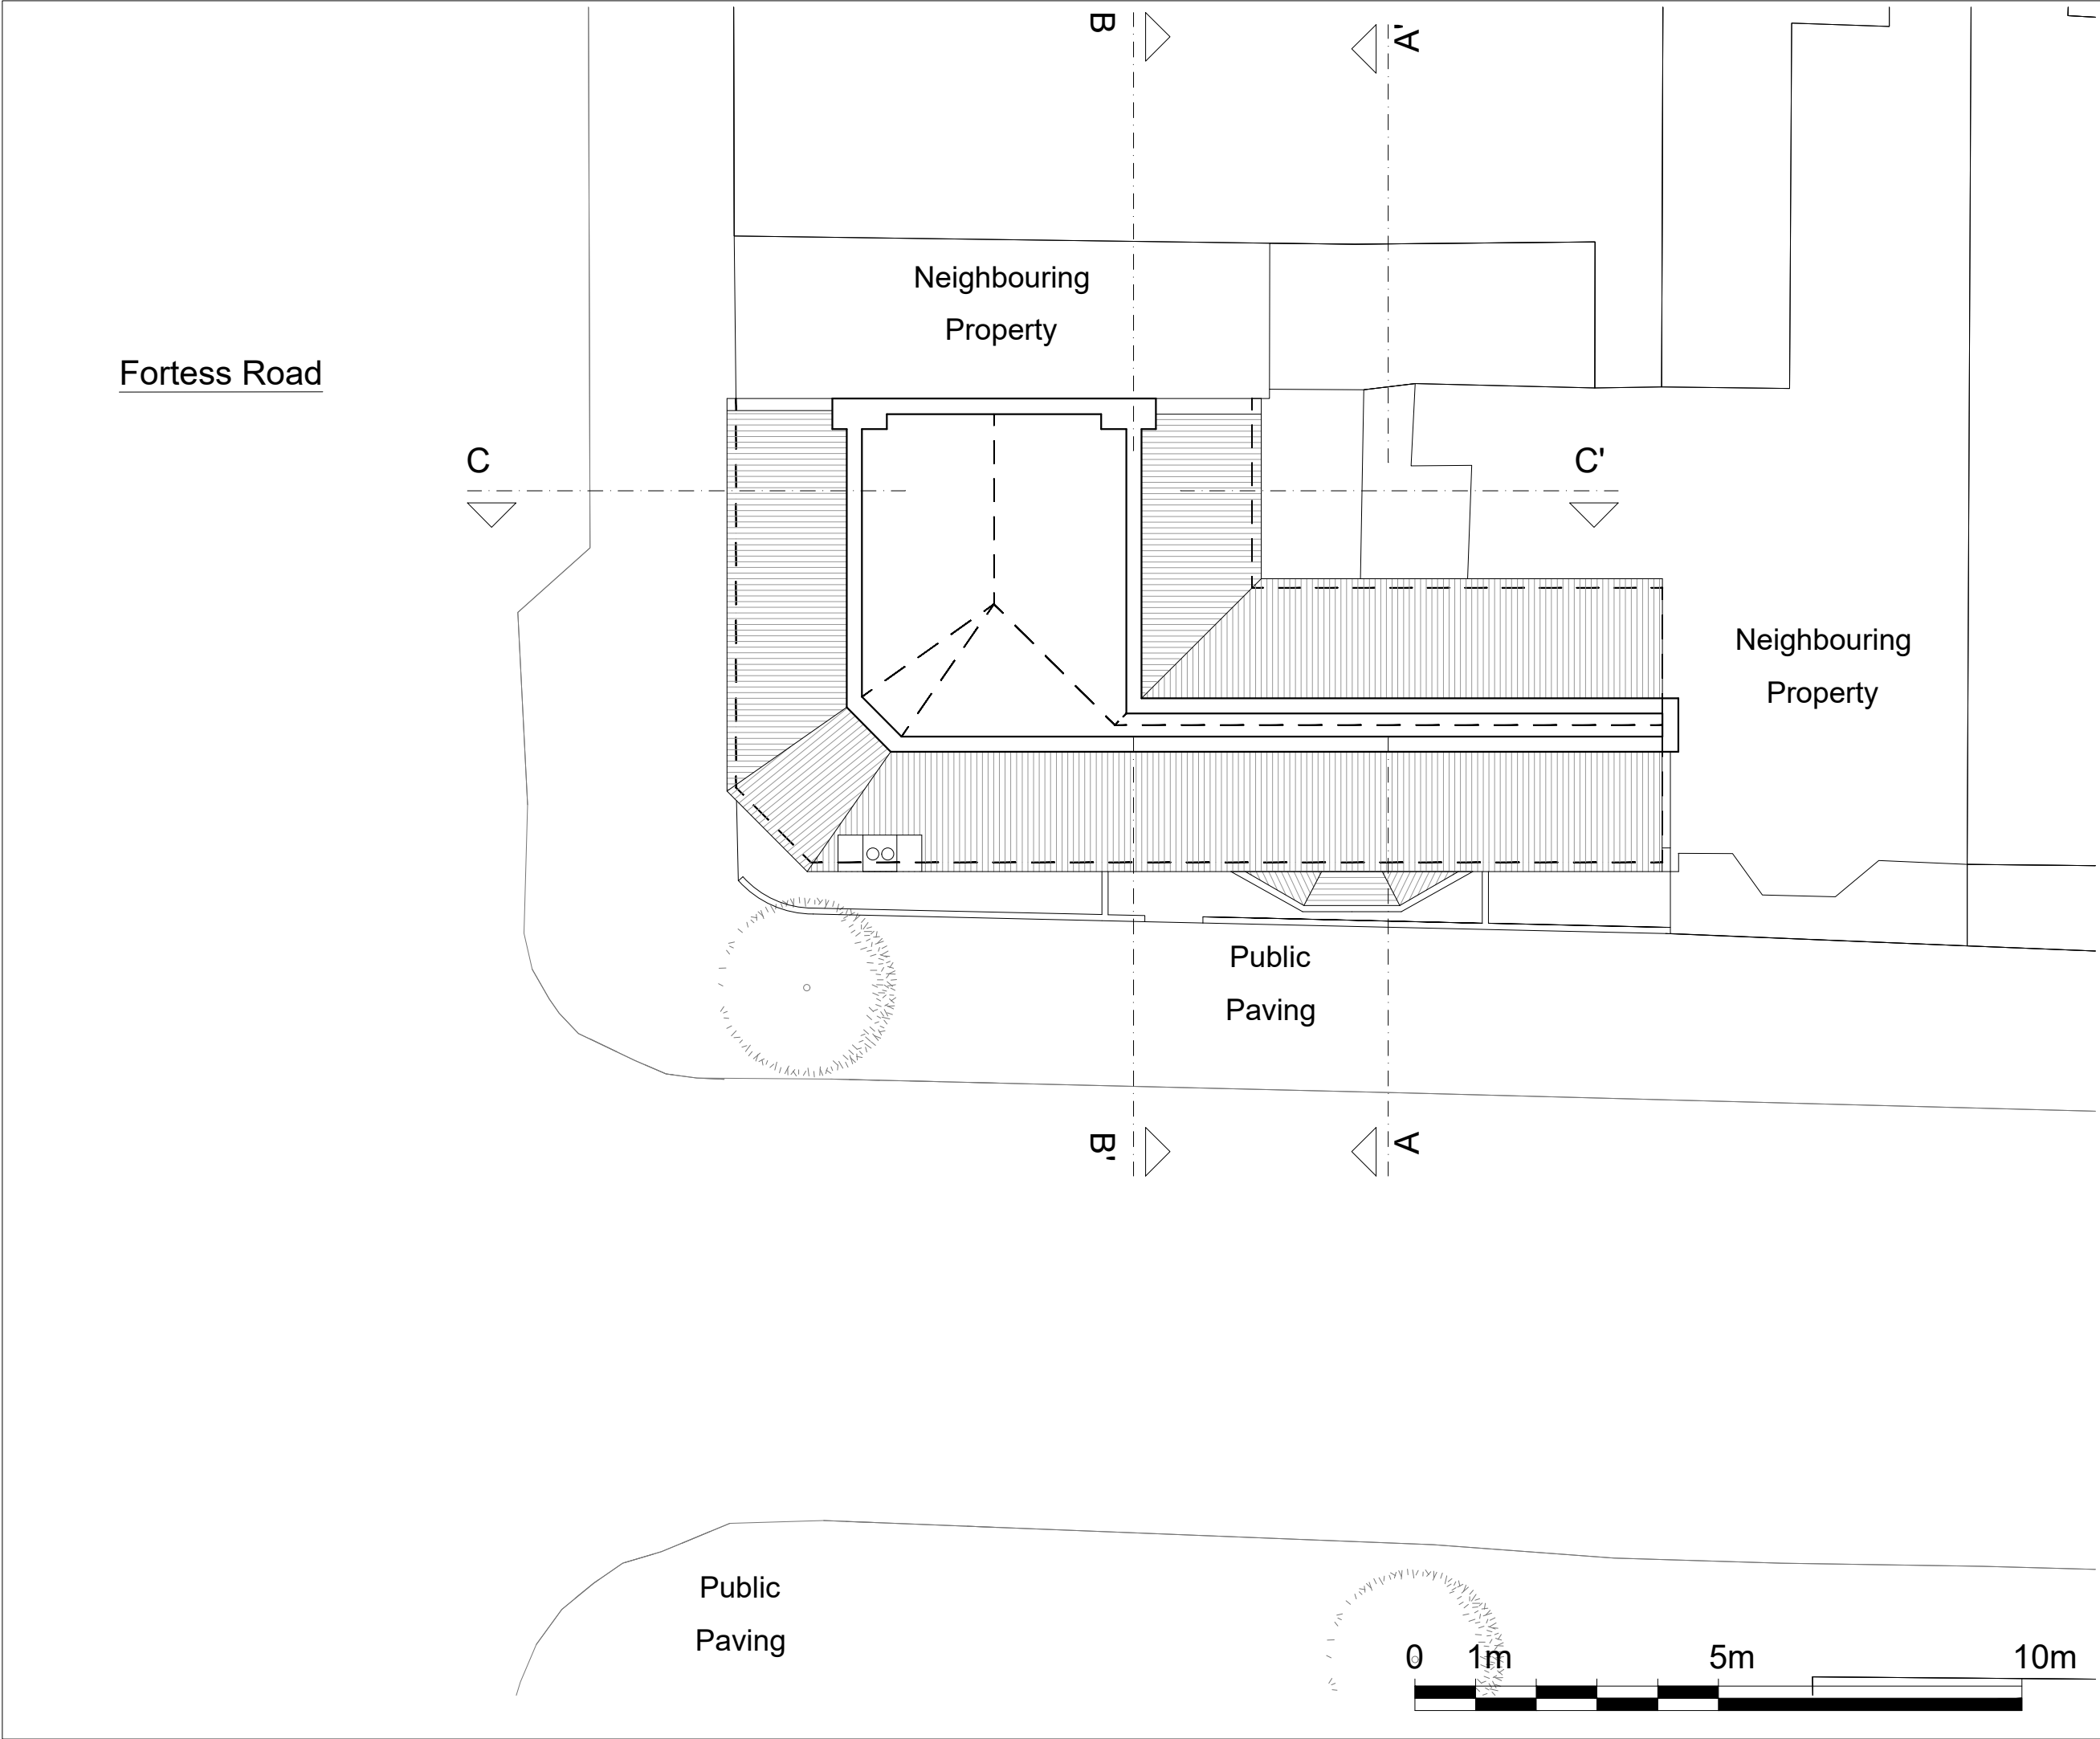 B
A'
Neighbouring
Property
Fortess Road
C
C'
Neighbouring
Property
Public
Paving
B'
A
Public
Paving
0 1m 5m 10m